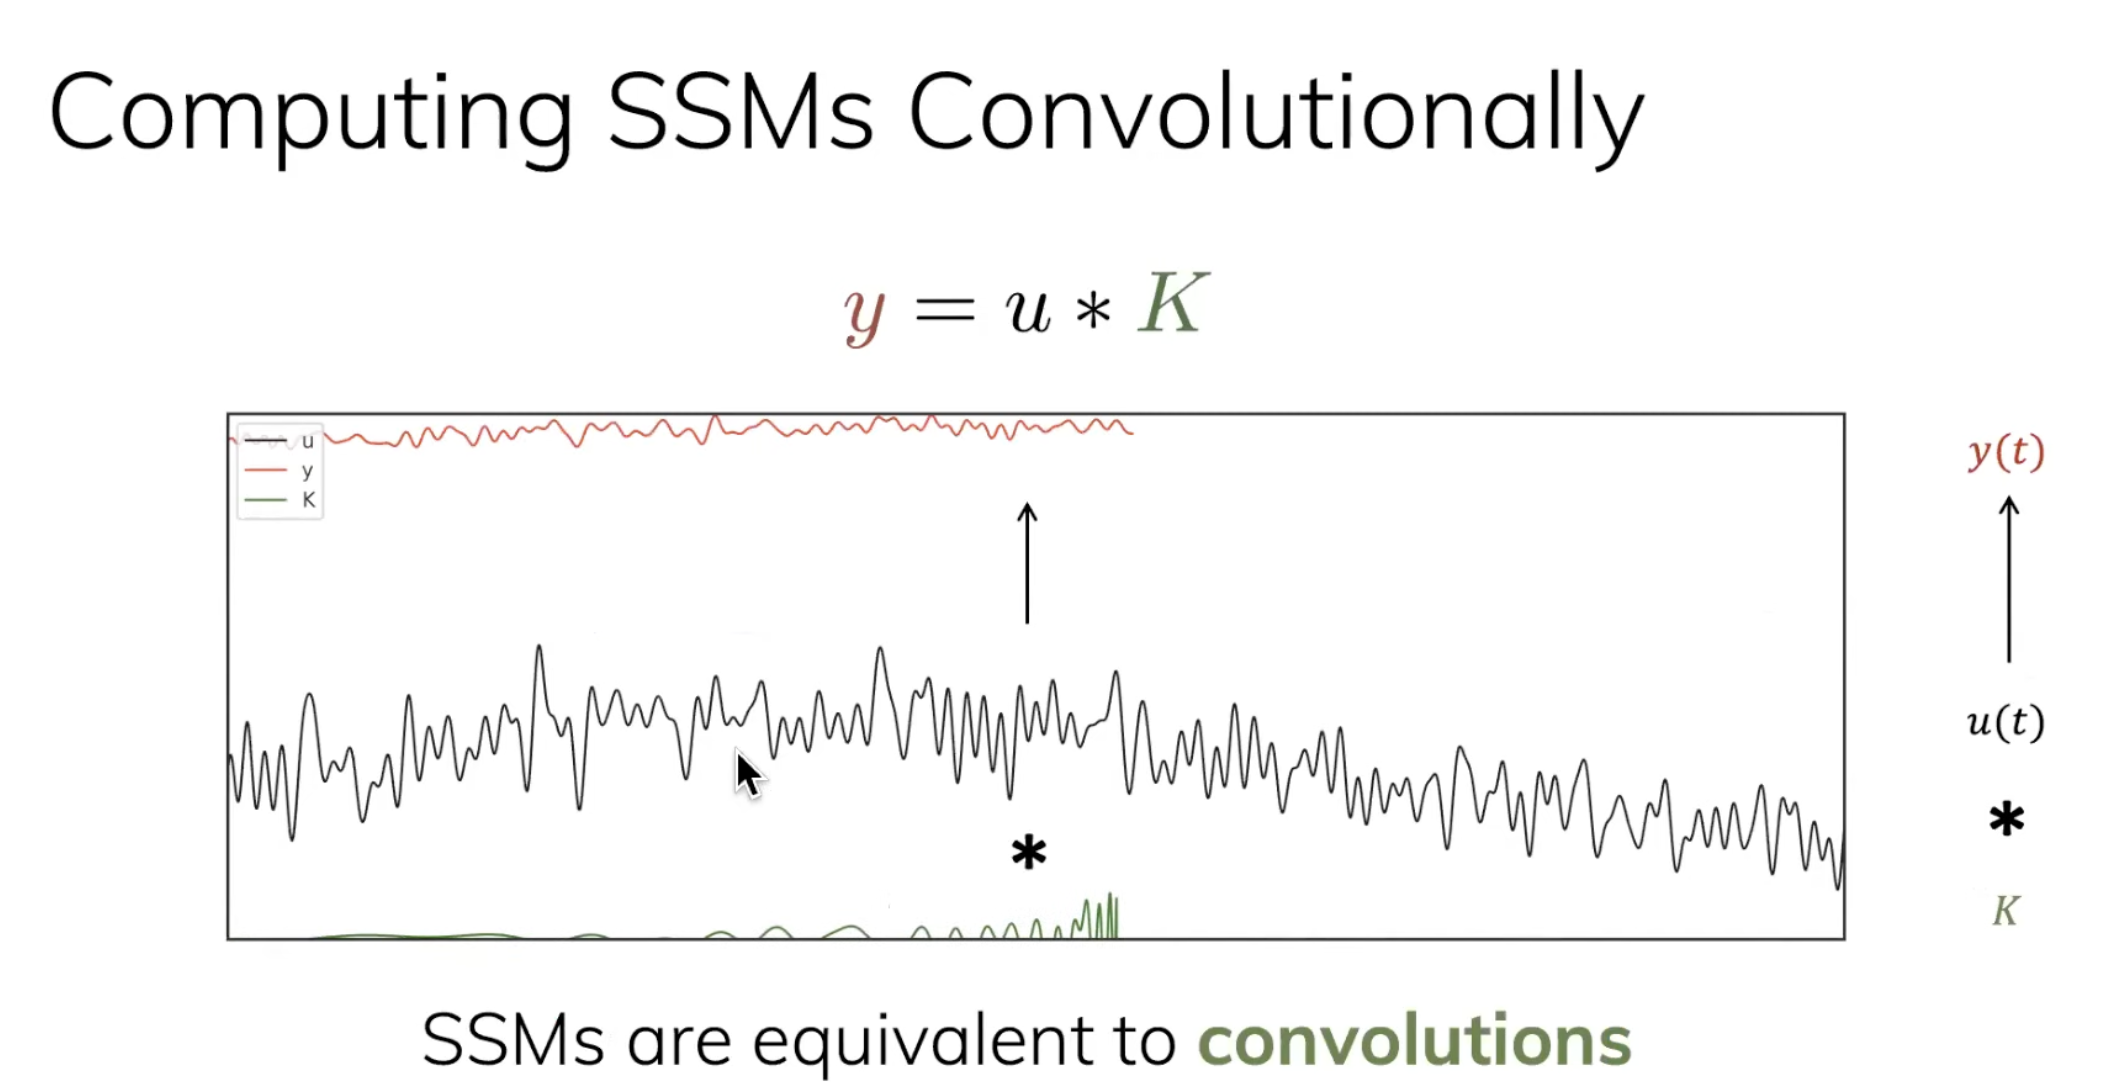 Computing SSMs Convolutionally
y = u * K
u
y
K
*
y(t)
u(t)
*
K
SSMs are equivalent to convolutions